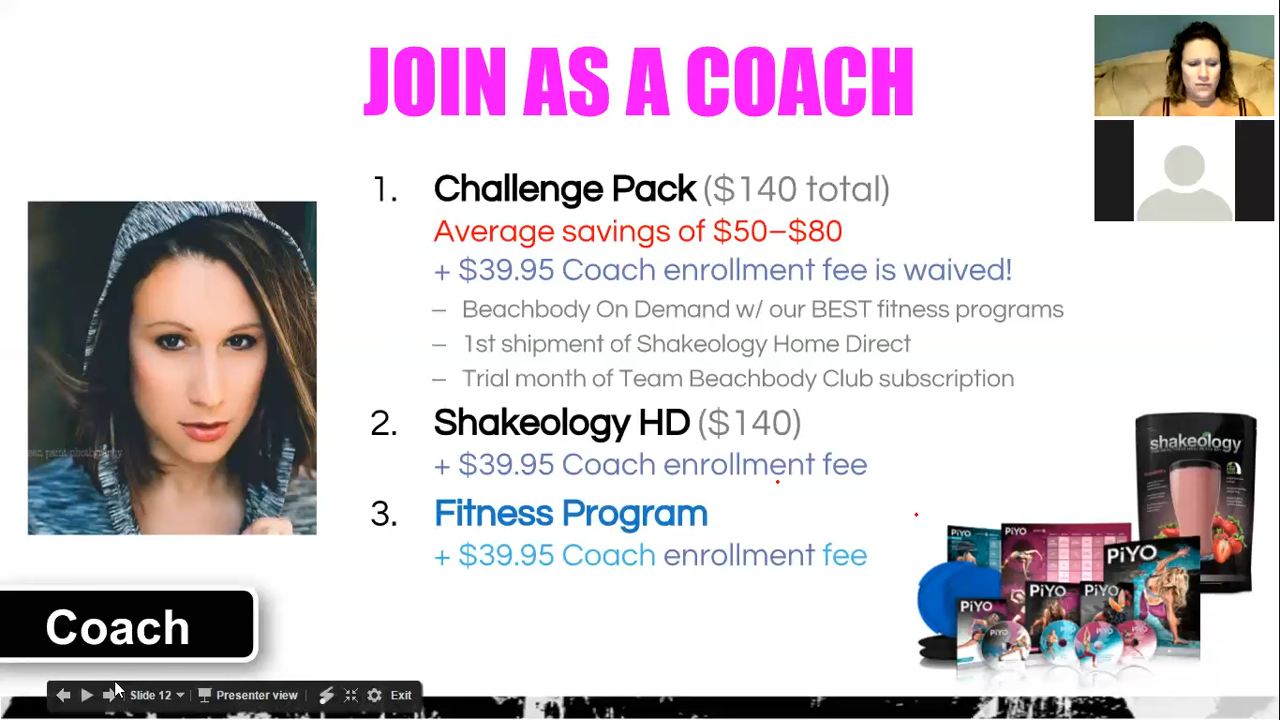 JOIN AS A COACH
1. Challenge Pack ($140 total)
Average savings of $50–$80
+ $39.95 Coach enrollment fee is waived!
– Beachbody On Demand w/ our BEST fitness programs
– 1st shipment of Shakeology Home Direct
– Trial month of Team Beachbody Club subscription
2. Shakeology HD ($140)
+ $39.95 Coach enrollment fee
3. Fitness Program
+ $39.95 Coach enrollment fee
shakeology
PiYO
PiYO
PiYO
PiYO
Coach
Slide 12 Presenter view Exit